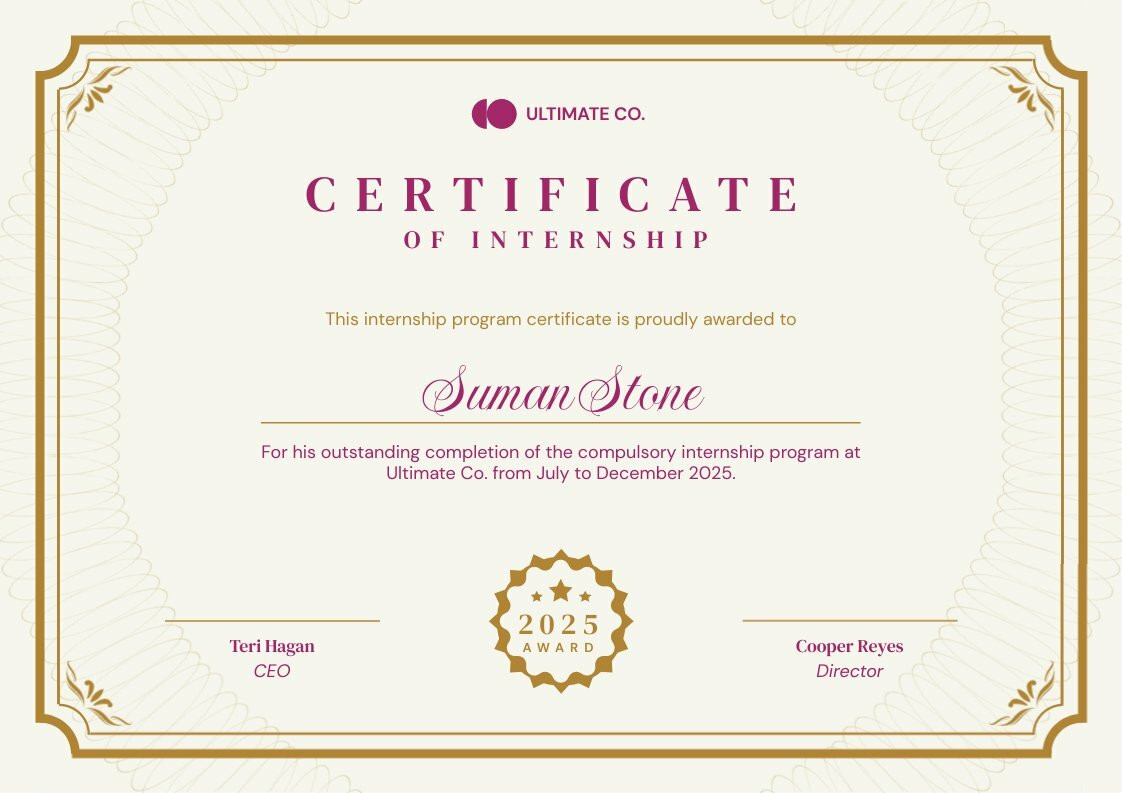 ULTIMATE CO.
CERTIFICATE
OF INTERNSHIP
This internship program certificate is proudly awarded to
Suman Stone
For his outstanding completion of the compulsory internship program at
Ultimate Co. from July to December 2025.
2025
AWARD
Teri Hagan
CEO
Cooper Reyes
Director